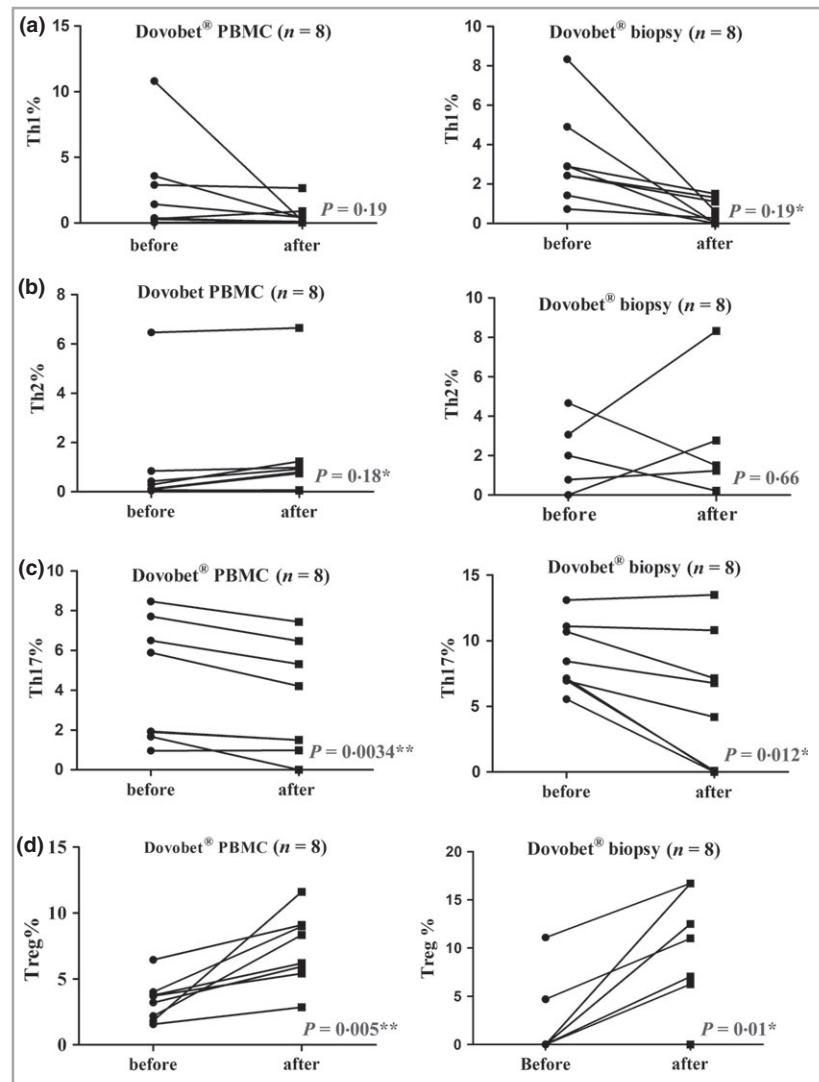 (a)
Dovobet® PBMC (n = 8)
Th1%
15
10
5
0
P = 0·19
before
after
Dovobet® biopsy (n = 8)
Th1%
10
8
6
4
2
0
P = 0·19*
before
after
(b)
Dovobet PBMC (n = 8)
Th2%
8
6
4
2
0
P = 0·18*
before
after
Dovobet® biopsy (n = 8)
Th2%
10
8
6
4
2
0
P = 0·66
before
after
(c)
Dovobet® PBMC (n = 8)
Th17%
10
8
6
4
2
0
P = 0·0034**
before
after
Dovobet® biopsy (n = 8)
Th17%
15
10
5
0
P = 0·012*
before
after
(d)
Dovobet® PBMC (n = 8)
Treg%
15
10
5
0
P = 0·005**
before
after
Dovobet® biopsy (n = 8)
Treg %
20
15
10
5
0
P = 0·01*
Before
after